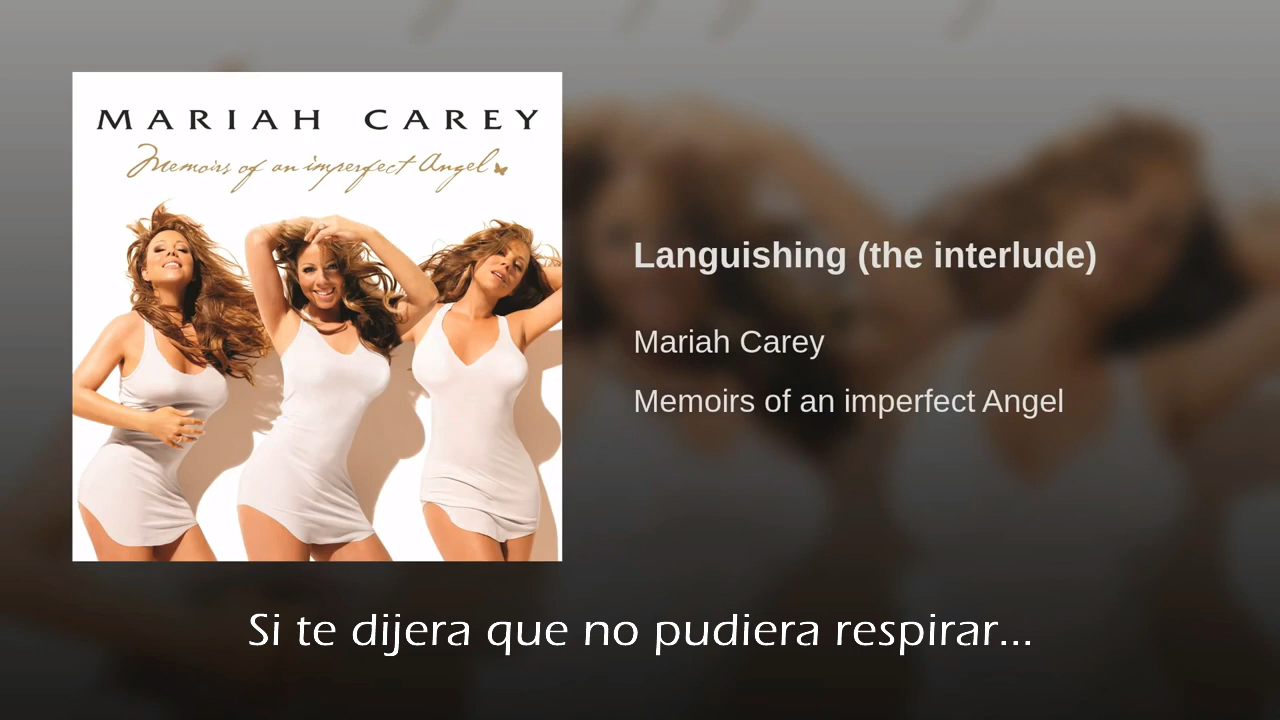 MARIAH CAREY
Memoirs of an imperfect Angel
Languishing (the interlude)
Mariah Carey
Memoirs of an imperfect Angel
Si te dijera que no pudiera respirar...